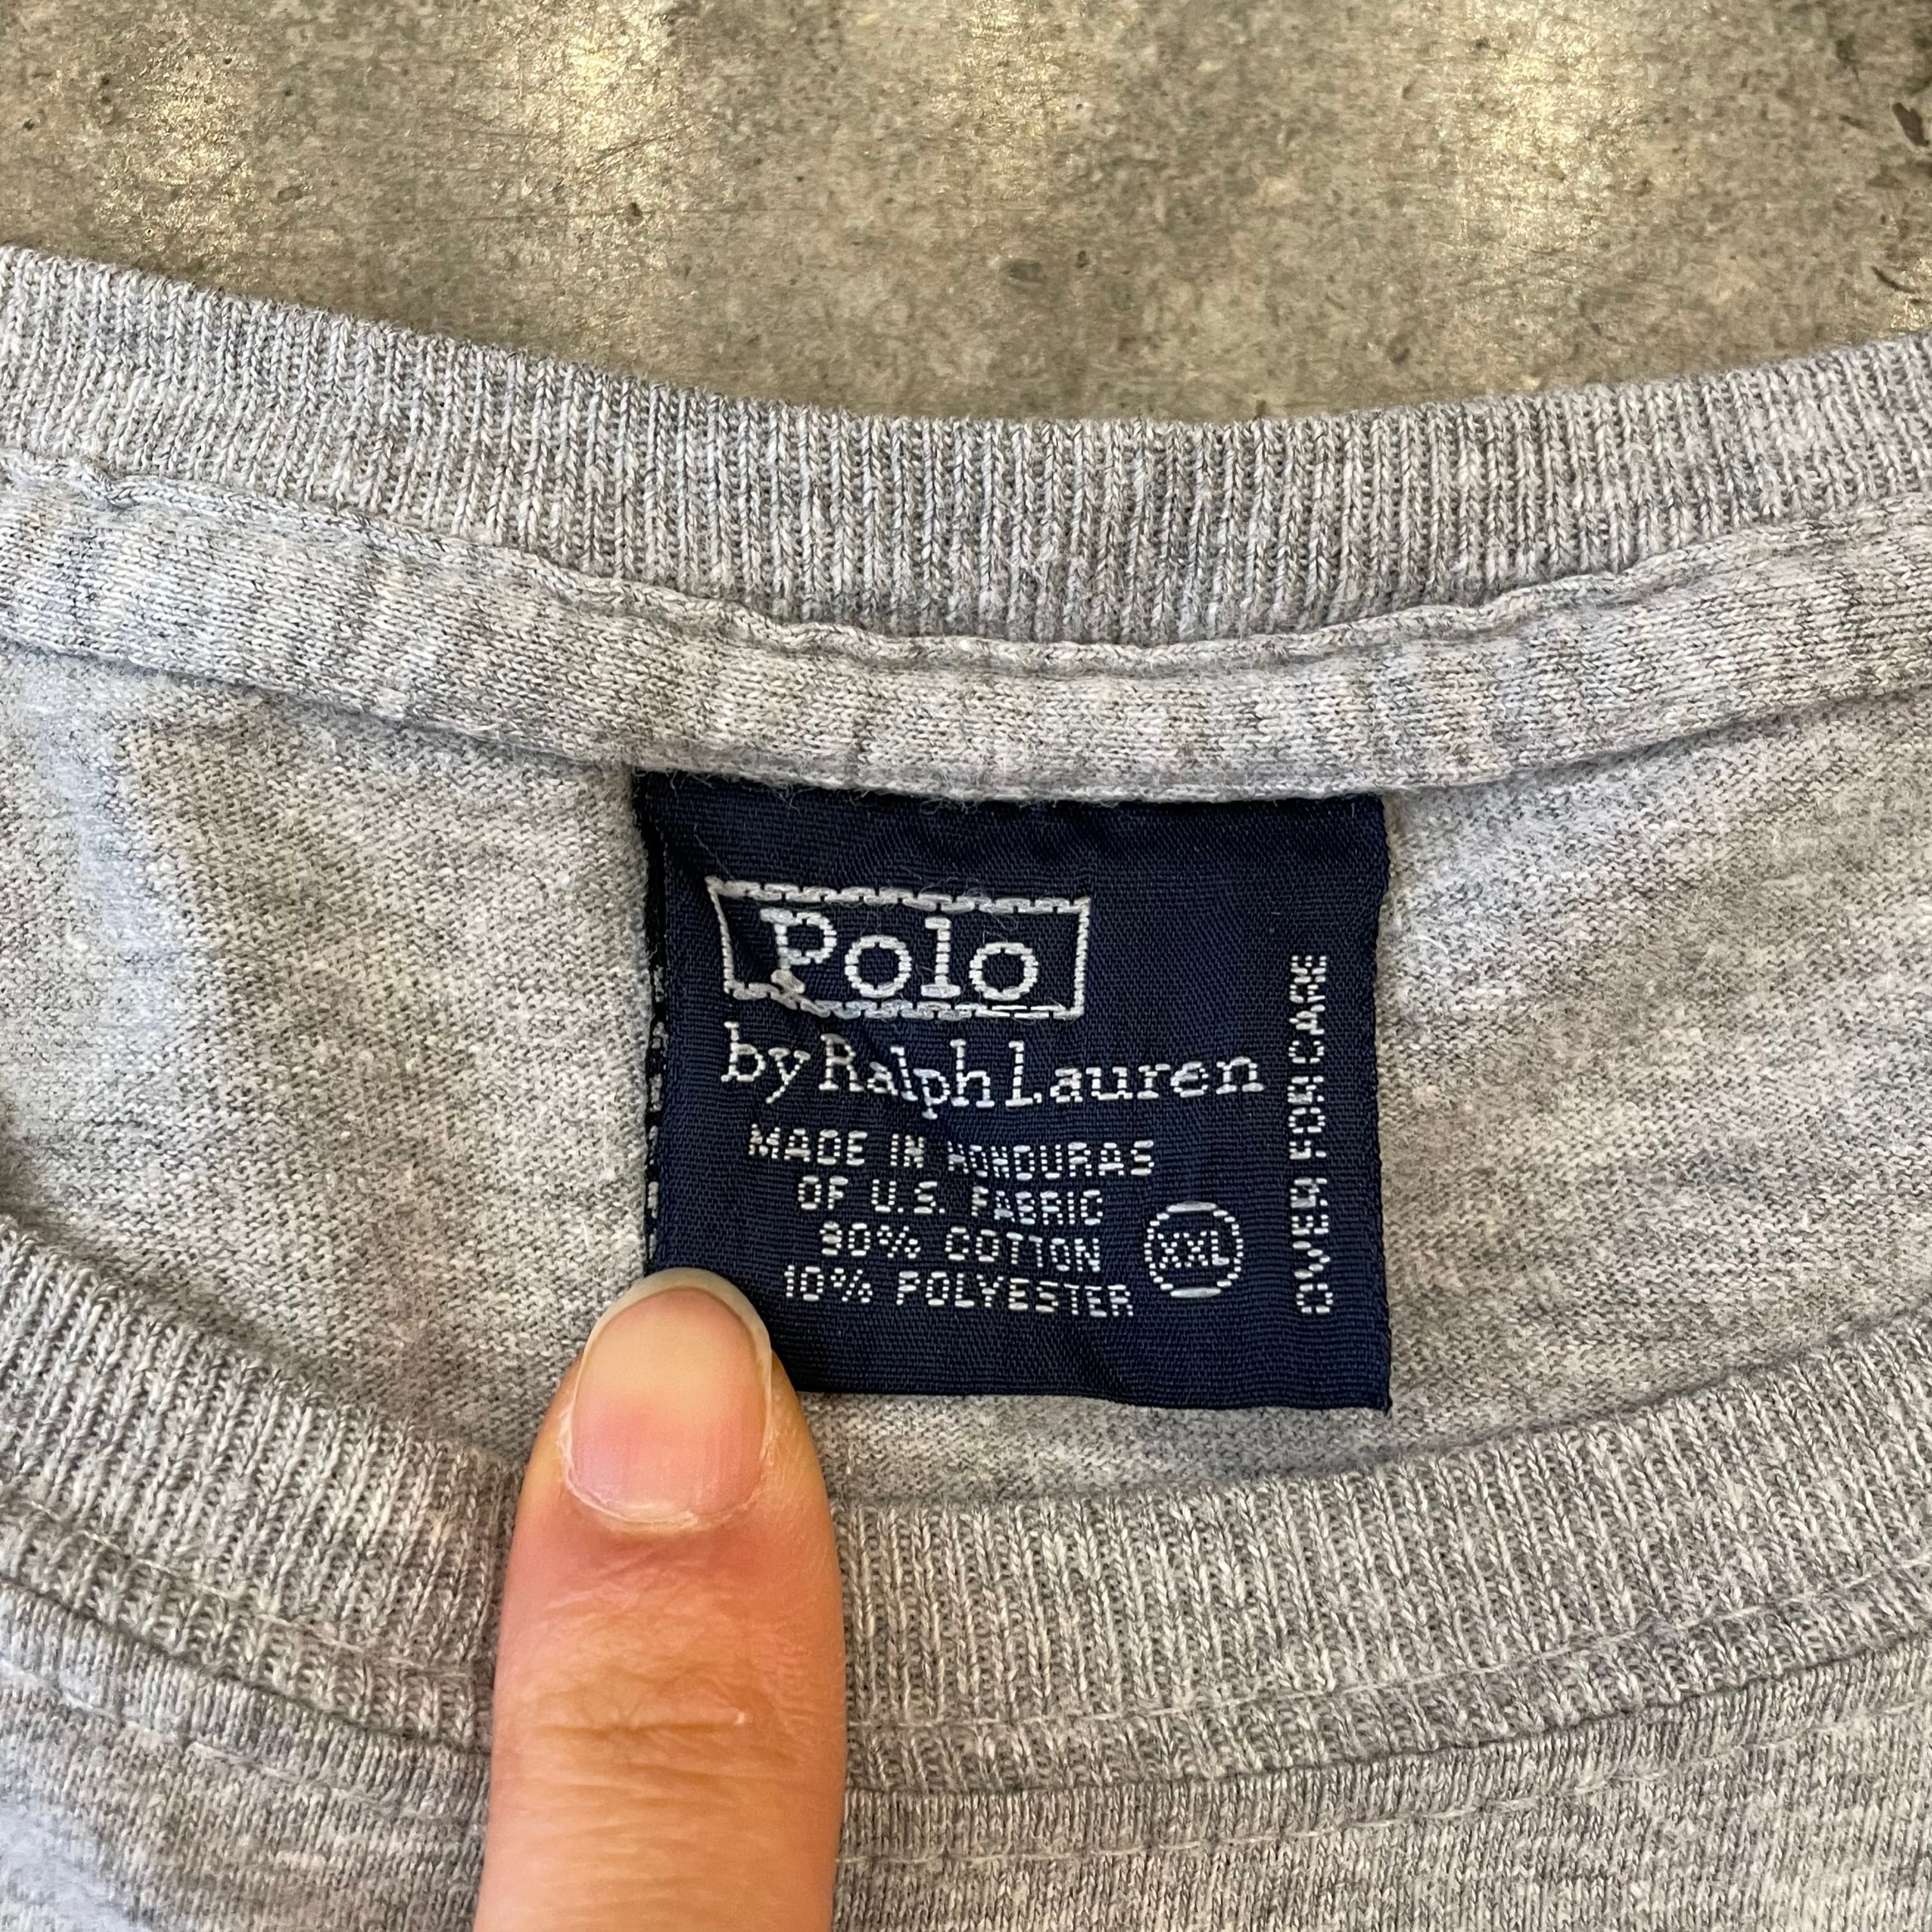 Polo
by Ralph Lauren
MADE IN HONDURAS
OF U.S. FABRIC
90% COTTON
10% POLYESTER
XXL
OVER FOR CARE